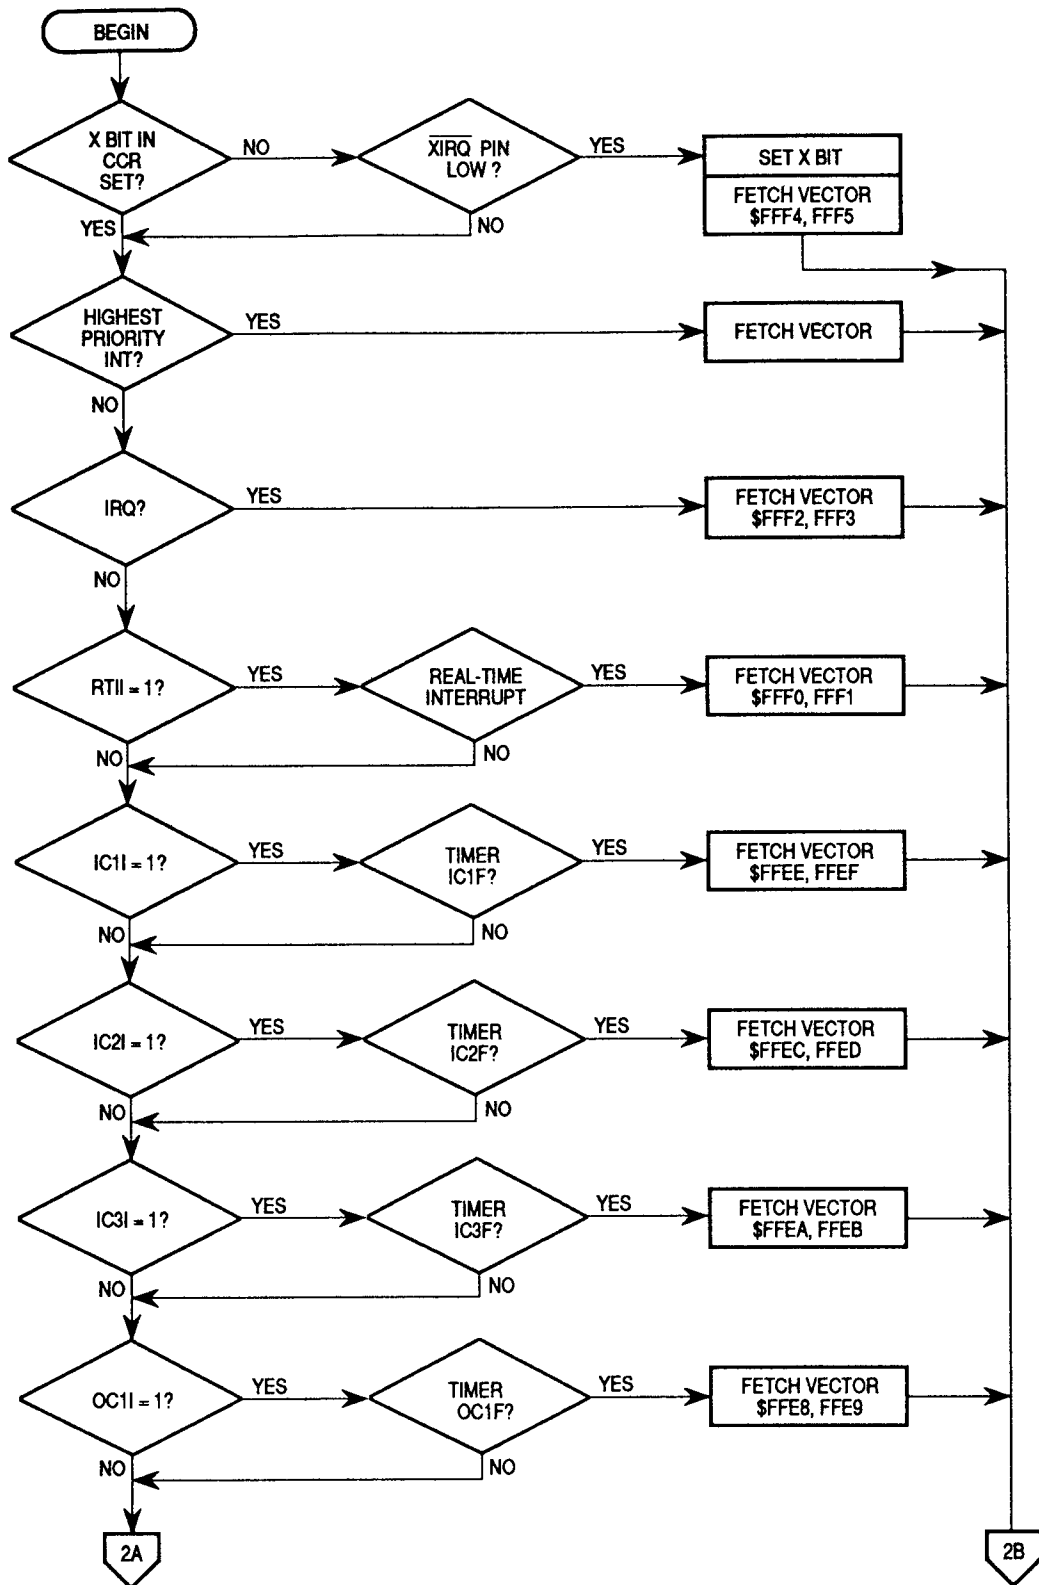 BEGIN
X BIT IN
CCR
SET?
NO
XIRQ PIN
LOW ?
YES
SET X BIT
FETCH VECTOR
$FFF4, FFF5
YES
NO
HIGHEST
PRIORITY
INT?
YES
FETCH VECTOR
NO
IRQ?
YES
FETCH VECTOR
$FFF2, FFF3
NO
RTII = 1?
YES
REAL-TIME
INTERRUPT
YES
FETCH VECTOR
$FFF0, FFF1
NO
NO
IC1I = 1?
YES
TIMER
IC1F?
YES
FETCH VECTOR
$FFEE, FFEF
NO
NO
IC2I = 1?
YES
TIMER
IC2F?
YES
FETCH VECTOR
$FFEC, FFED
NO
NO
IC3I = 1?
YES
TIMER
IC3F?
YES
FETCH VECTOR
$FFEA, FFEB
NO
NO
OC1I = 1?
YES
TIMER
OC1F?
YES
FETCH VECTOR
$FFE8, FFE9
NO
NO
2A
2B